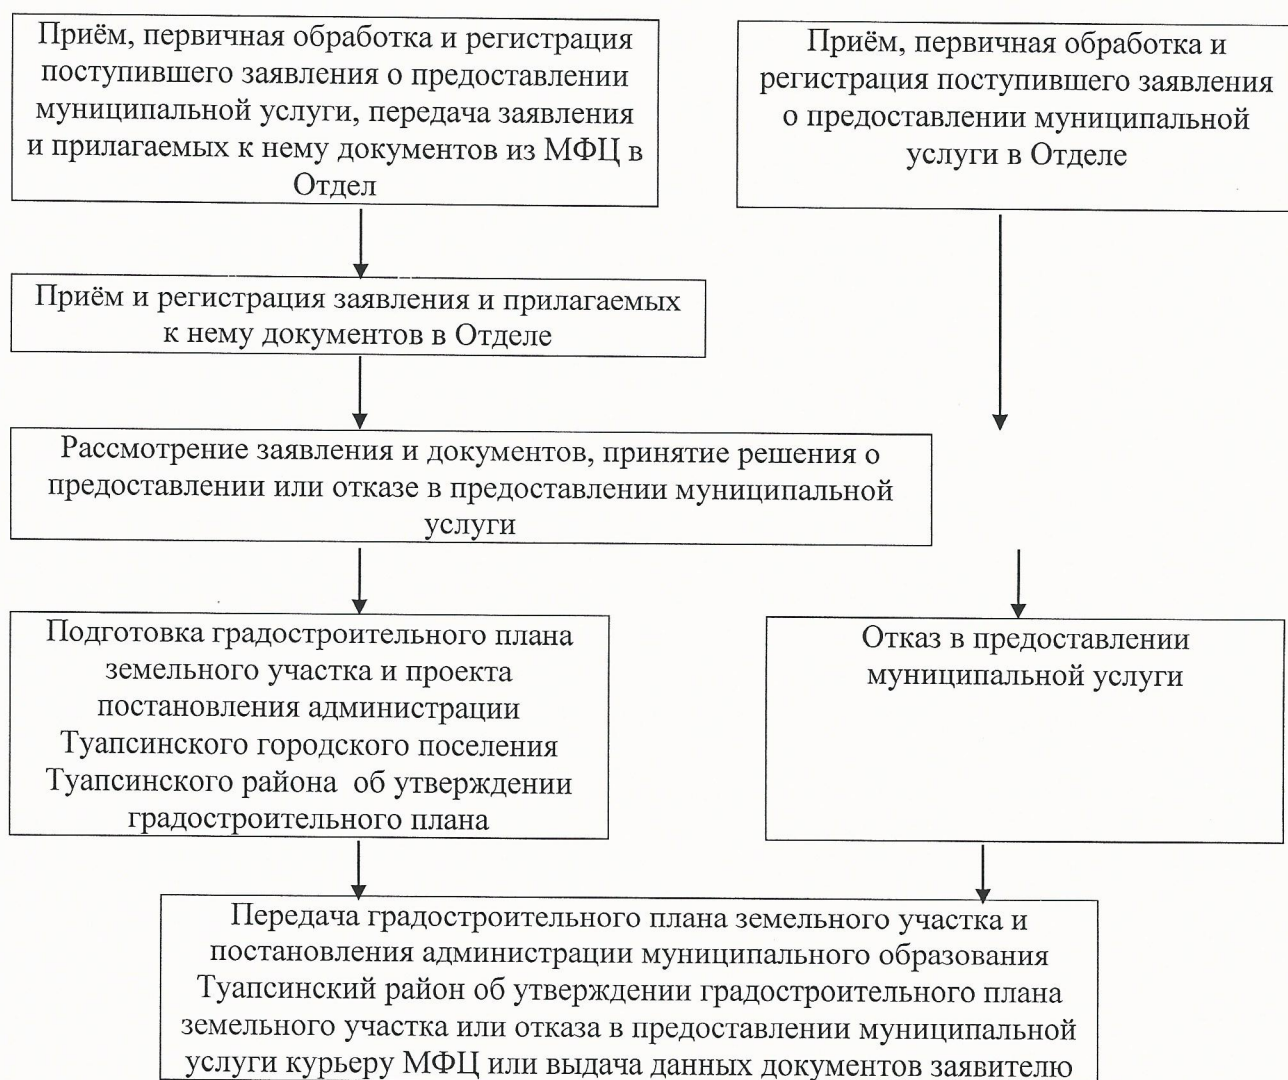 Приём, первичная обработка и регистрация
поступившего заявления о предоставлении
муниципальной услуги, передача заявления
и прилагаемых к нему документов из МФЦ в
Отдел
Приём, первичная обработка и
регистрация поступившего заявления
о предоставлении муниципальной
услуги в Отделе
Приём и регистрация заявления и прилагаемых
к нему документов в Отделе
Рассмотрение заявления и документов, принятие решения о
предоставлении или отказе в предоставлении муниципальной
услуги
Подготовка градостроительного плана
земельного участка и проекта
постановления администрации
Туапсинского городского поселения
Туапсинского района  об утверждении
градостроительного плана
Отказ в предоставлении
муниципальной услуги
Передача градостроительного плана земельного участка и
постановления администрации муниципального образования
Туапсинский район об утверждении градостроительного плана
земельного участка или отказа в предоставлении муниципальной
услуги курьеру МФЦ или выдача данных документов заявителю